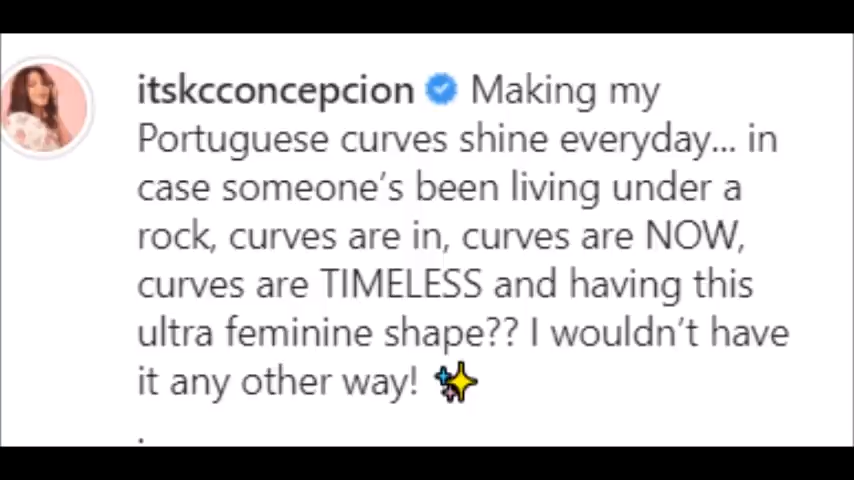 itskcconcepcion Making my
Portuguese curves shine everyday... in
case someone's been living under a
rock, curves are in, curves are NOW,
curves are TIMELESS and having this
ultra feminine shape?? I wouldn't have
it any other way! ✨
.